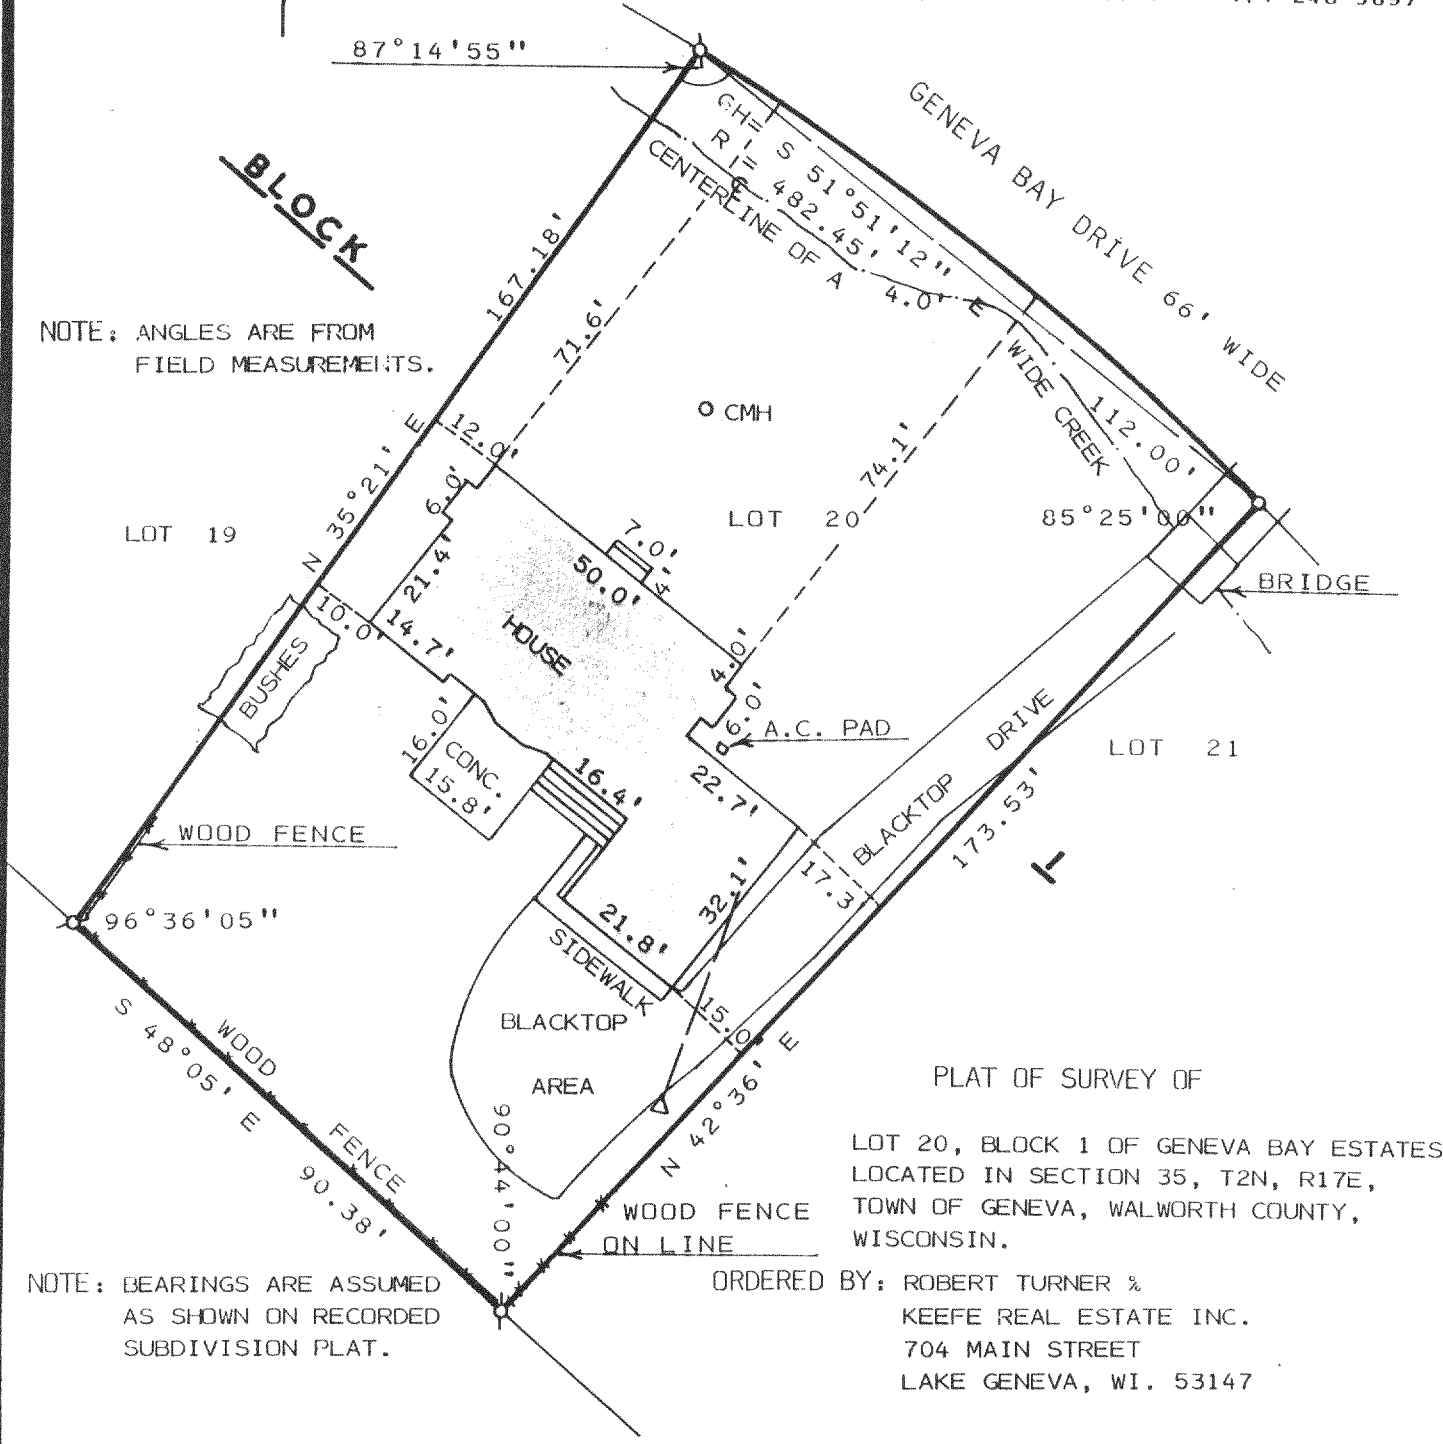 87°14'55"
GENEVA BAY DRIVE 66' WIDE
CH= S 51°51'12" E
R = 482.45'
112.00'
℄
CENTERLINE OF A 4.0' WIDE CREEK
BLOCK 1
167.18'
N 35°21' E
NOTE: ANGLES ARE FROM
FIELD MEASUREMENTS.
71.6'
74.1'
CMH
12.0'
6.0'
LOT 19
LOT 20
85°25'00"
7.0'
4'
50.0'
21.4'
BRIDGE
10.0'
14.7'
HOUSE
4.0'
6.0'
BUSHES
A.C. PAD
LOT 21
16.0'
CONC.
15.8'
16.4'
22.7'
BLACKTOP DRIVE
173.53'
N 42°36' E
WOOD FENCE
17.3'
32.1'
21.8'
96°36'05"
SIDEWALK
15.0'
BLACKTOP
AREA
WOOD FENCE
S 48°05' E
90.38'
90°44'00"
PLAT OF SURVEY OF
LOT 20, BLOCK 1 OF GENEVA BAY ESTATES
LOCATED IN SECTION 35, T2N, R17E,
TOWN OF GENEVA, WALWORTH COUNTY,
WISCONSIN.
WOOD FENCE
ON LINE
NOTE: BEARINGS ARE ASSUMED
AS SHOWN ON RECORDED
SUBDIVISION PLAT.
ORDERED BY: ROBERT TURNER %
KEEFE REAL ESTATE INC.
704 MAIN STREET
LAKE GENEVA, WI. 53147